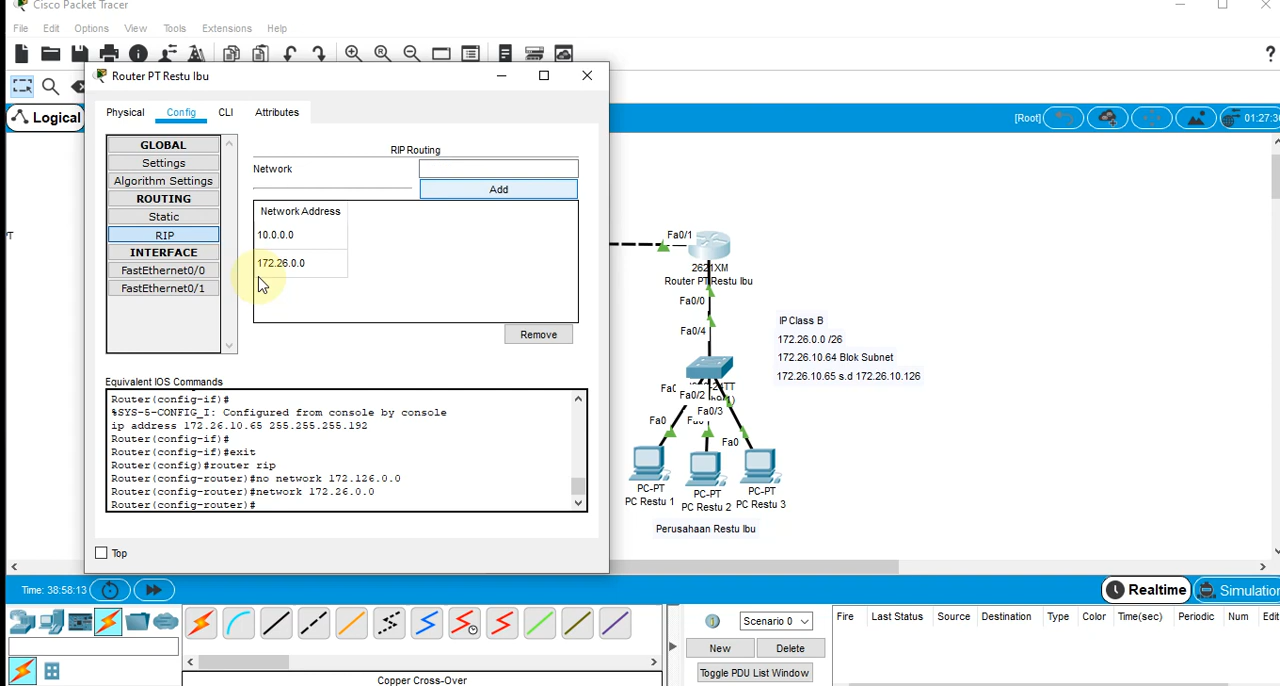 Cisco Packet Tracer
File Edit Options View Tools Extensions Help
Router PT Restu Ibu
Physical Config CLI Attributes
Logical
[Root]
01:27:3
GLOBAL
Settings
Algorithm Settings
ROUTING
Static
RIP
INTERFACE
FastEthernet0/0
FastEthernet0/1
RIP Routing
Network
Add
Network Address
10.0.0.0
172.26.0.0
Remove
Equivalent IOS Commands
Router(config-if)#
%SYS-5-CONFIG_I: Configured from console by console
ip address 172.26.10.65 255.255.255.192
Router(config-if)#
Router(config-if)#exit
Router(config)#router rip
Router(config-router)#no network 172.126.0.0
Router(config-router)#network 172.26.0.0
Router(config-router)#
Top
Fa0/1
2621XM
Router PT Restu Ibu
Fa0/0
Fa0/4
Fa0/2
Fa0/3
Fa0
Fa0
PC-PT
PC Restu 1
PC-PT
PC Restu 2
PC-PT
PC Restu 3
Perusahaan Restu Ibu
IP Class B
172.26.0.0 /26
172.26.10.64 Blok Subnet
172.26.10.65 s.d 172.26.10.126
Time: 38:58:13
Realtime
Simulation
Scenario 0
New
Delete
Toggle PDU List Window
Fire Last Status Source Destination Type Color Time(sec) Periodic Num Edit
Copper Cross-Over